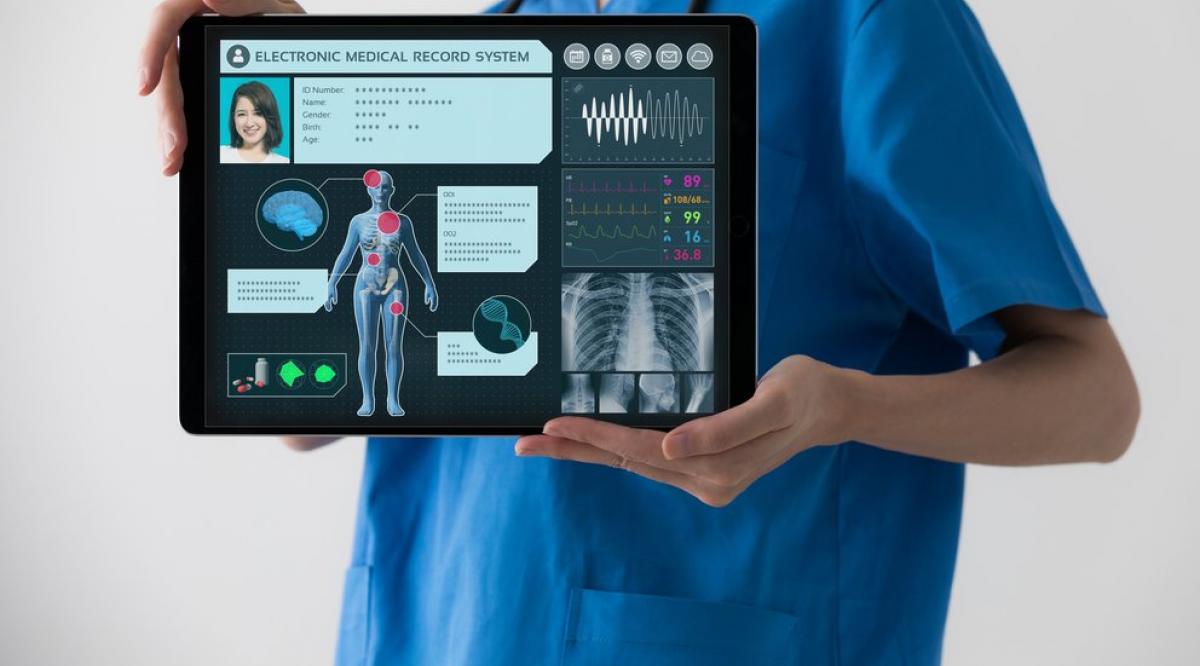 ELECTRONIC MEDICAL RECORD SYSTEM
ID Number: ***********
Name: ******* *******
Gender: *****
Birth: **** ** **
Age: ***
001
002
89
108/68
99
16
36.8
SpO2